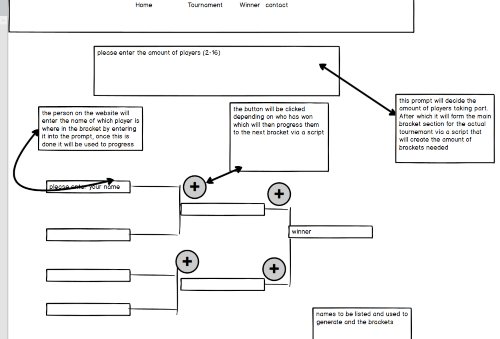 Home Tournament Winner contact
please enter the amount of players (2-16)
this prompt will decide the
amount of players taking part.
After which it will form the main
bracket section for the actual
tournemant via a script that
will create the amount of
brackets needed
the person on the website will
enter the name of which player is
where in the bracket by entering
it into the prompt, once this is
done it will be used to progress
the button will be clicked
depending on who has won
which will then progress them
to the next bracket via a script
please enter your name
winner
names to be listed and used to
generate and the brackets